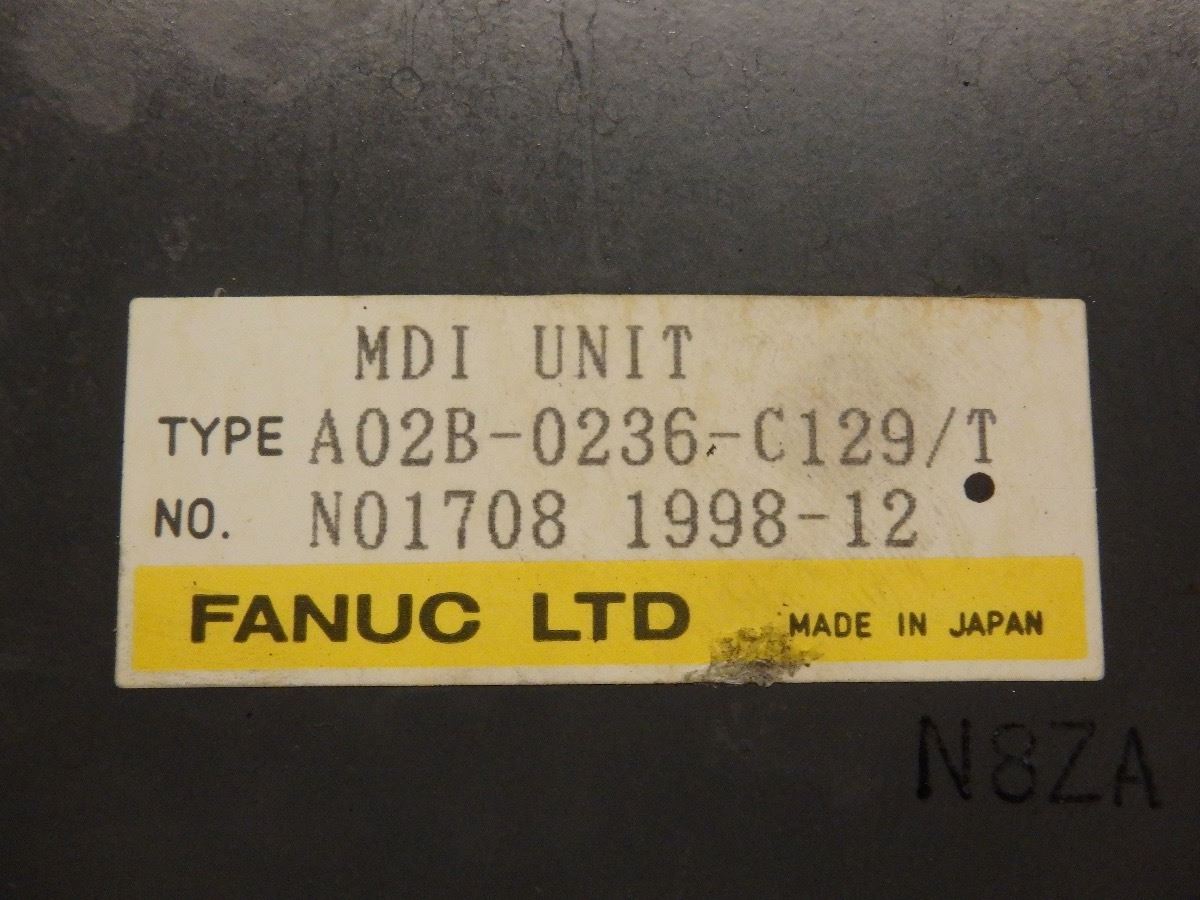 MDI UNIT
TYPE A02B-0236-C129/T
NO. N01708 1998-12
FANUC LTD MADE IN JAPAN
N8ZA